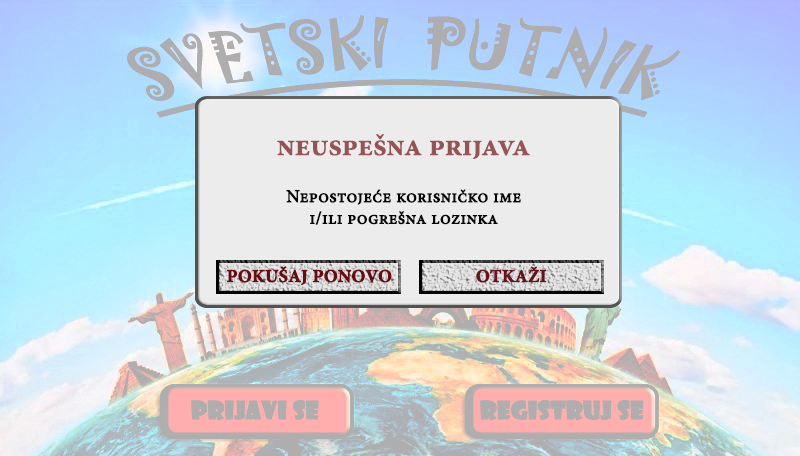 SVETSKI PUTNIK
NEUSPEŠNA PRIJAVA
Nepostojeće korisničko ime
i/ili pogrešna lozinka
POKUŠAJ PONOVO OTKAŽI
PRIJAVI SE REGISTRUJ SE